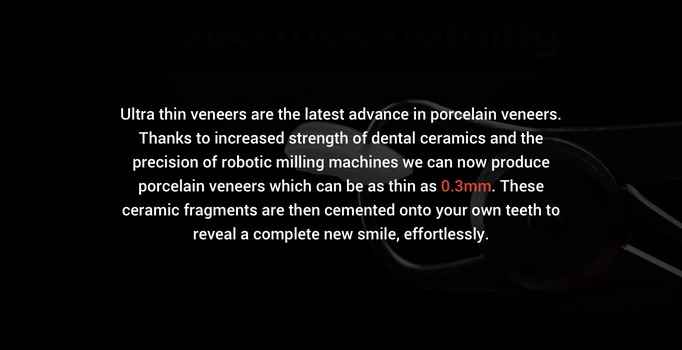 Ultra thin veneers are the latest advance in porcelain veneers.
Thanks to increased strength of dental ceramics and the
precision of robotic milling machines we can now produce
porcelain veneers which can be as thin as 0.3mm. These
ceramic fragments are then cemented onto your own teeth to
reveal a complete new smile, effortlessly.